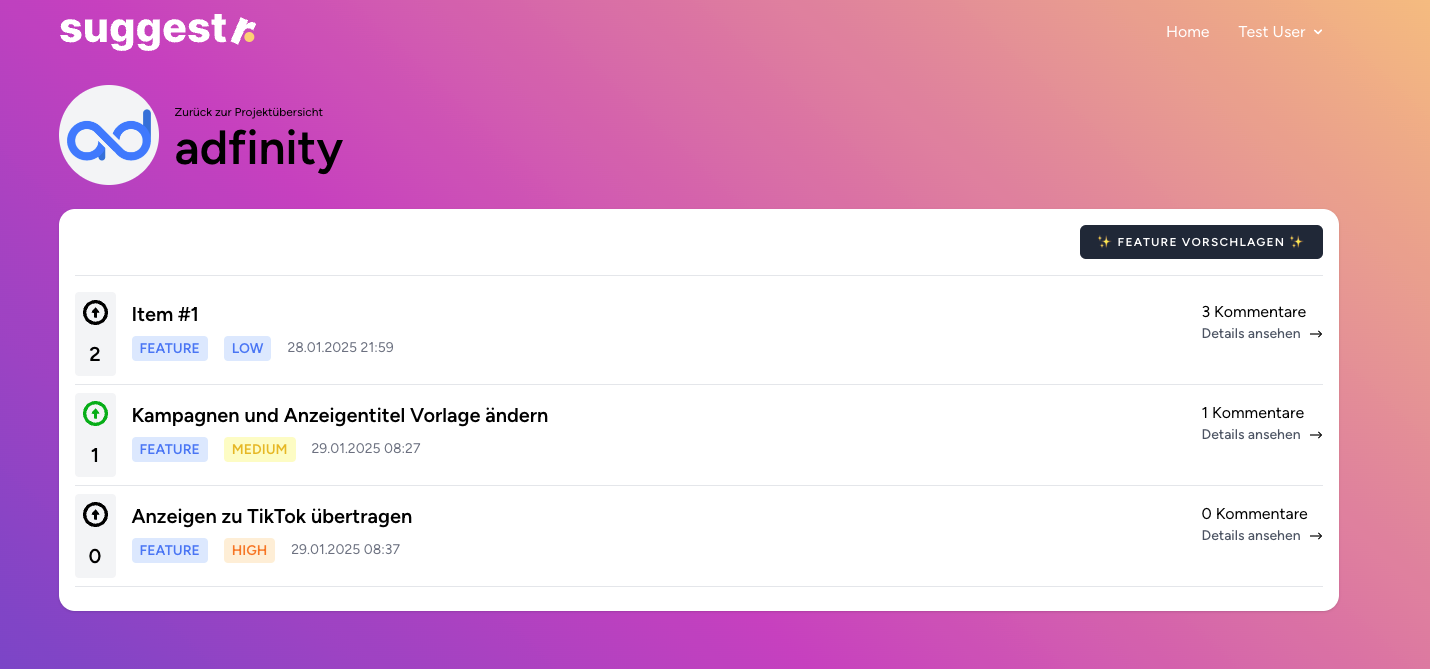 suggestr
Home
Test User
Zurück zur Projektübersicht
adfinity
✨ FEATURE VORSCHLAGEN ✨
Item #1
3 Kommentare
FEATURE LOW 28.01.2025 21:59
Details ansehen →
2
Kampagnen und Anzeigentitel Vorlage ändern
1 Kommentare
FEATURE MEDIUM 29.01.2025 08:27
Details ansehen →
1
Anzeigen zu TikTok übertragen
0 Kommentare
FEATURE HIGH 29.01.2025 08:37
Details ansehen →
0